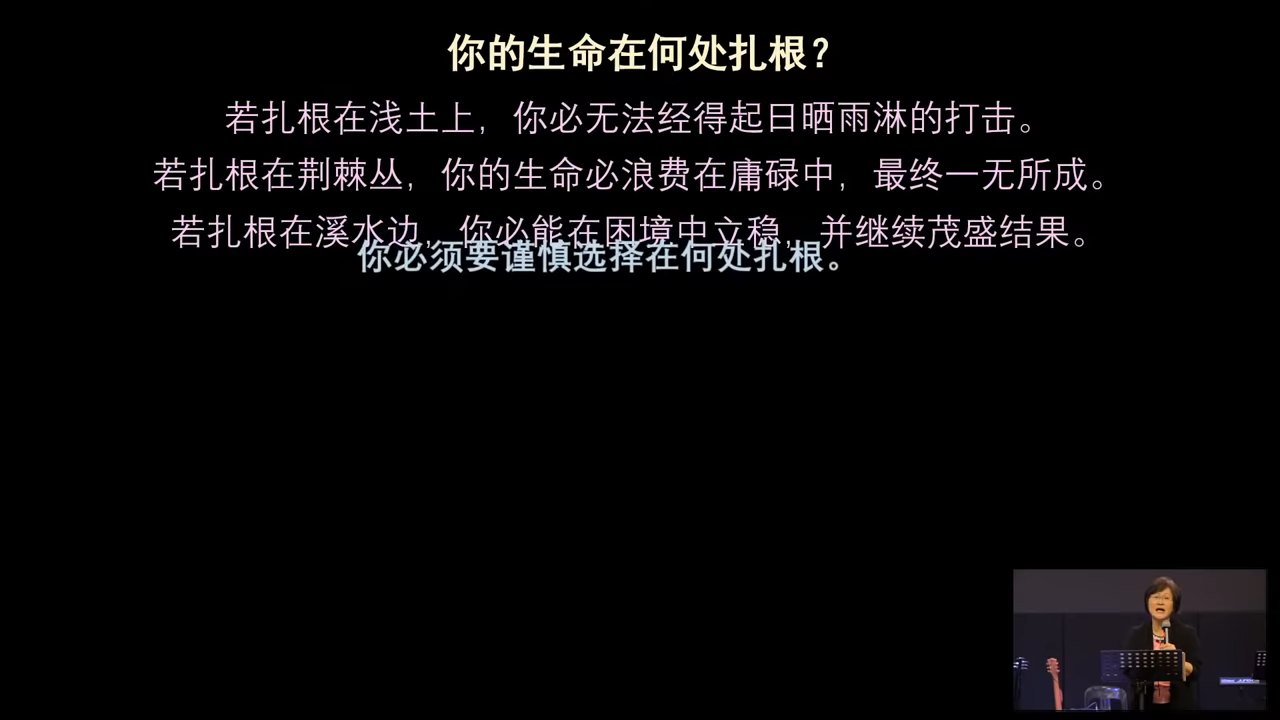 你的生命在何处扎根？
若扎根在浅土上，你必无法经得起日晒雨淋的打击。
若扎根在荆棘丛，你的生命必浪费在庸碌中，最终一无所成。
若扎根在溪水边，你必能在困境中立稳，并继续茂盛结果。
你必须要谨慎选择在何处扎根。